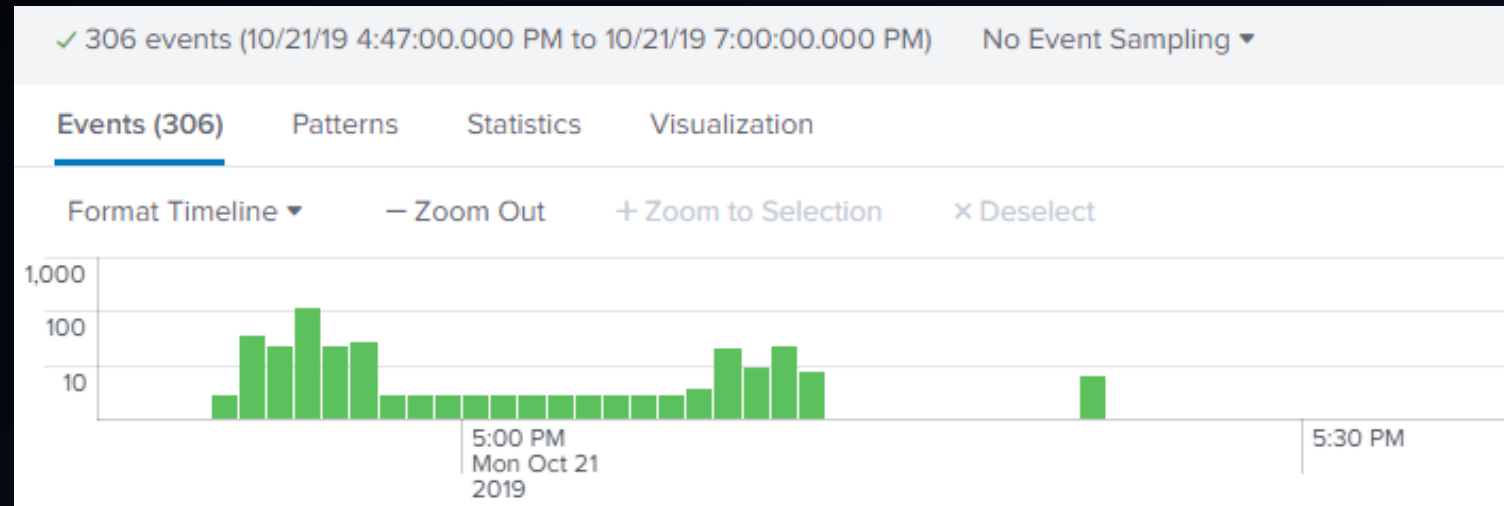 ✓ 306 events (10/21/19 4:47:00.000 PM to 10/21/19 7:00:00.000 PM) No Event Sampling ▾
Events (306) Patterns Statistics Visualization
Format Timeline ▾ — Zoom Out + Zoom to Selection × Deselect
1,000
100
10
5:00 PM 5:30 PM
Mon Oct 21
2019